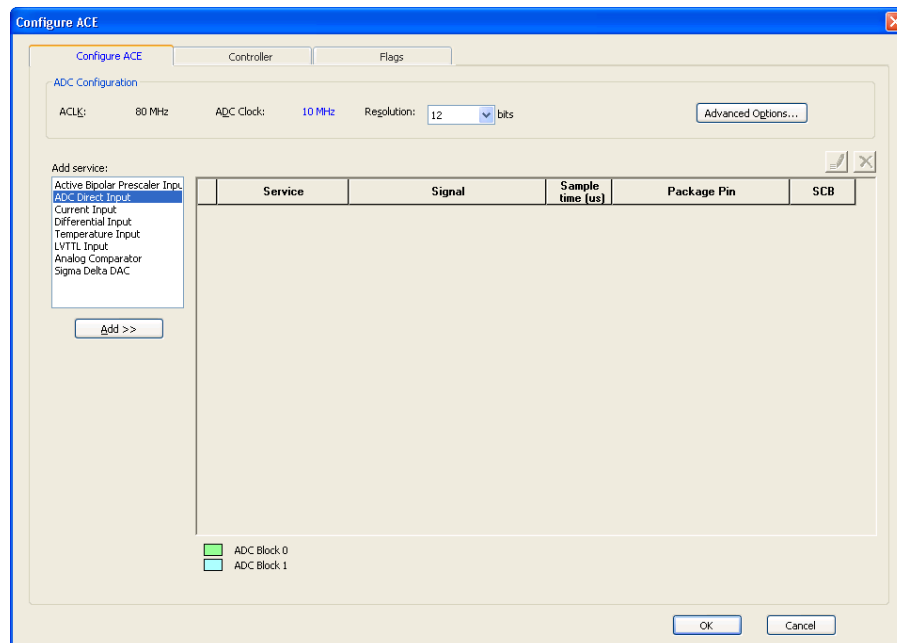 Configure ACE
Configure ACE Controller Flags
ADC Configuration
ACLK: 80 MHz ADC Clock: 10 MHz Resolution: 12 bits Advanced Options...
Add service:
Active Bipolar Prescaler Inpu
ADC Direct Input
Current Input
Differential Input
Temperature Input
LVTTL Input
Analog Comparator
Sigma Delta DAC
Add >>
Service Signal Sample time (us) Package Pin SCB
ADC Block 0
ADC Block 1
OK Cancel